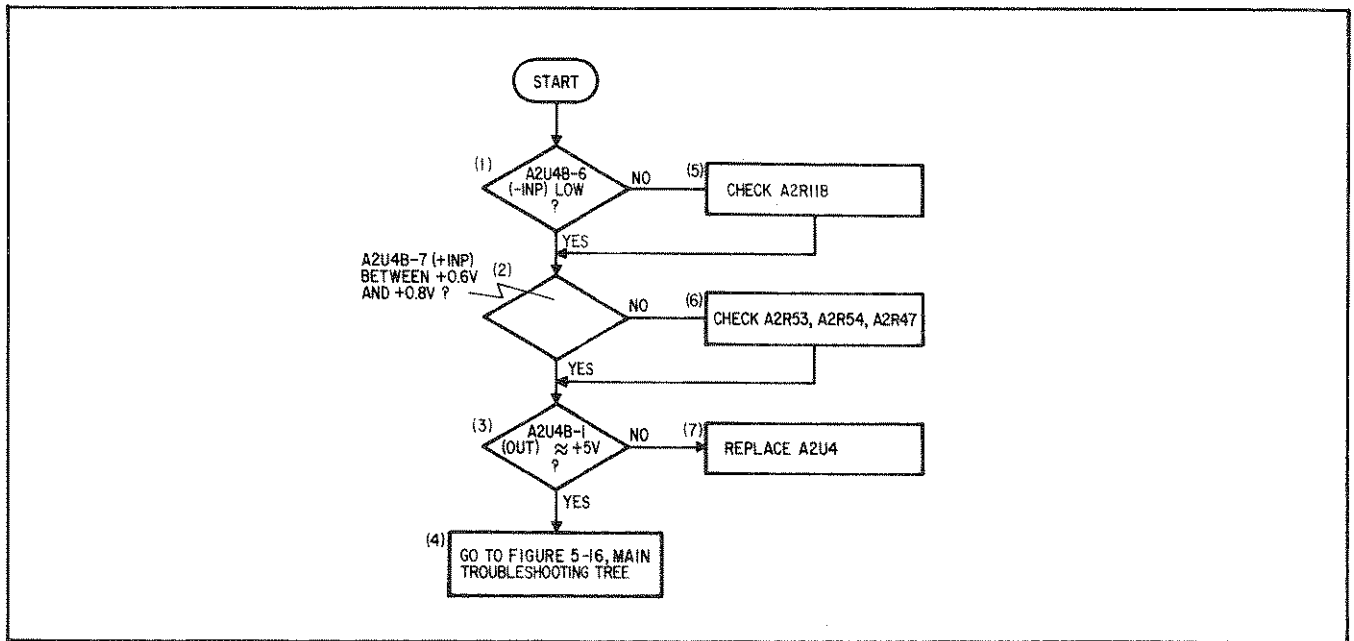 START
(1)
A2U4B-6
(-INP) LOW
?
NO
(5)
CHECK A2R118
YES
A2U4B-7 (+INP)
BETWEEN +0.6V
AND +0.8V ?
(2)
NO
(6)
CHECK A2R53, A2R54, A2R47
YES
(3)
A2U4B-1
(OUT) ≈ +5V
?
NO
(7)
REPLACE A2U4
YES
(4)
GO TO FIGURE 5-16, MAIN
TROUBLESHOOTING TREE